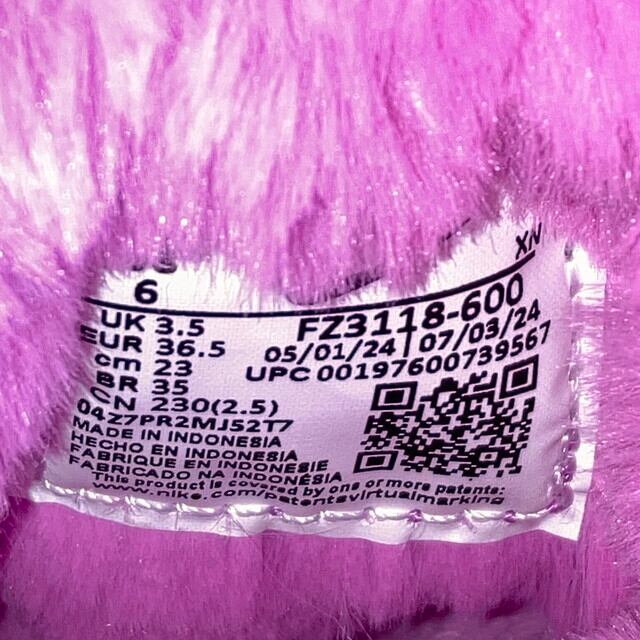 XN
6
UK 3.5
EUR 36.5
cm 23
BR 35
CN 230(2.5)
FZ3118-600
05/01/24 | 07/03/24
UPC 00197600739567
04Z7PR2MJ52T7
MADE IN INDONESIA
HECHO EN INDONESIA
FABRIQUE EN INDONESIE
FABRICADO NA INDONÉSIA
This product is covered by one or more patents:
www.nike.com/patentsvirtualmarking